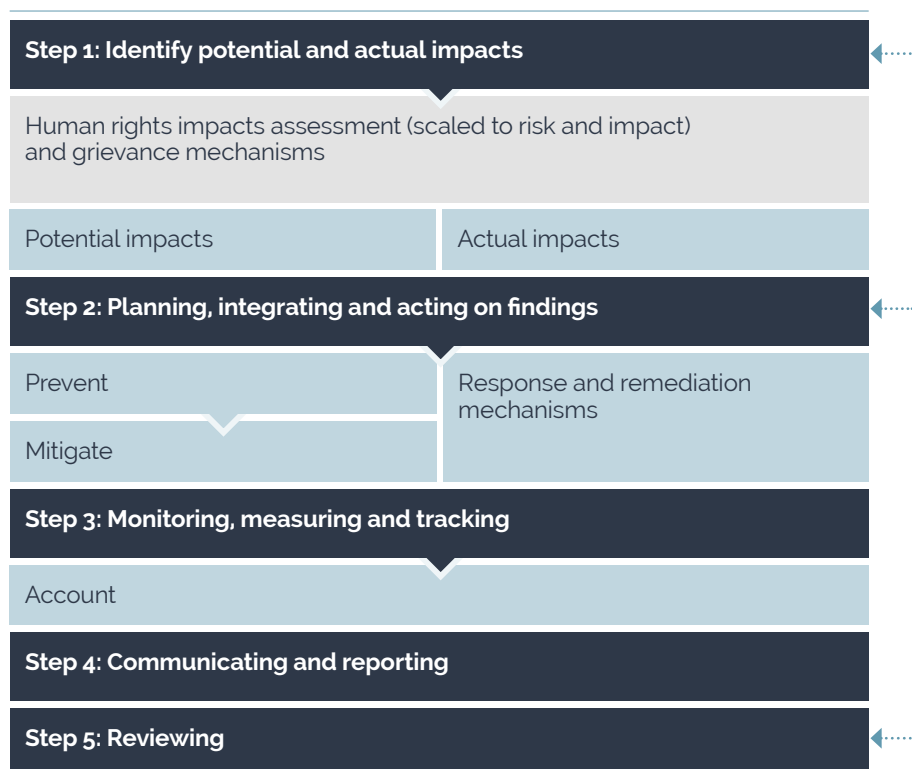 Step 1: Identify potential and actual impacts
Human rights impacts assessment (scaled to risk and impact)
and grievance mechanisms
Potential impacts
Actual impacts
Step 2: Planning, integrating and acting on findings
Prevent
Response and remediation
mechanisms
Mitigate
Step 3: Monitoring, measuring and tracking
Account
Step 4: Communicating and reporting
Step 5: Reviewing